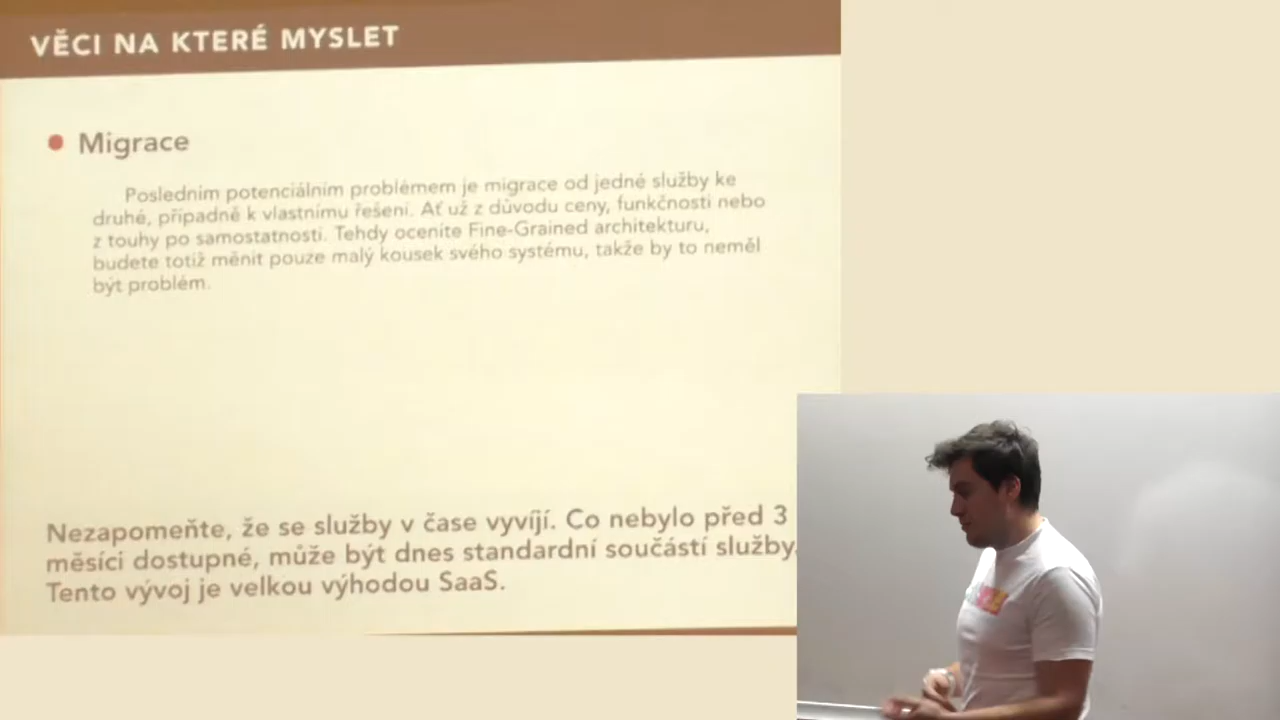 VĚCI NA KTERÉ MYSLET
Migrace
Posledním potenciálním problémem je migrace od jedné služby ke
druhé, případně k vlastnímu řešení. Ať už z důvodu ceny, funkčnosti nebo
z touhy po samostatnosti. Tehdy oceníte Fine-Grained architekturu,
budete totiž měnit pouze malý kousek svého systému, takže by to neměl
být problém.
Nezapomeňte, že se služby v čase vyvíjí. Co nebylo před 3
měsíci dostupné, může být dnes standardní součástí služby.
Tento vývoj je velkou výhodou SaaS.